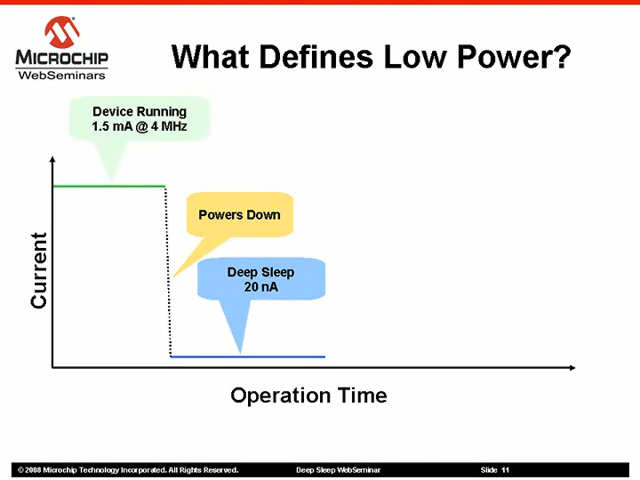 MICROCHIP
WebSeminars
What Defines Low Power?
Device Running
1.5 mA @ 4 MHz
Powers Down
Deep Sleep
20 nA
Current
Operation Time
© 2008 Microchip Technology Incorporated. All Rights Reserved.
Deep Sleep WebSeminar
Slide 11